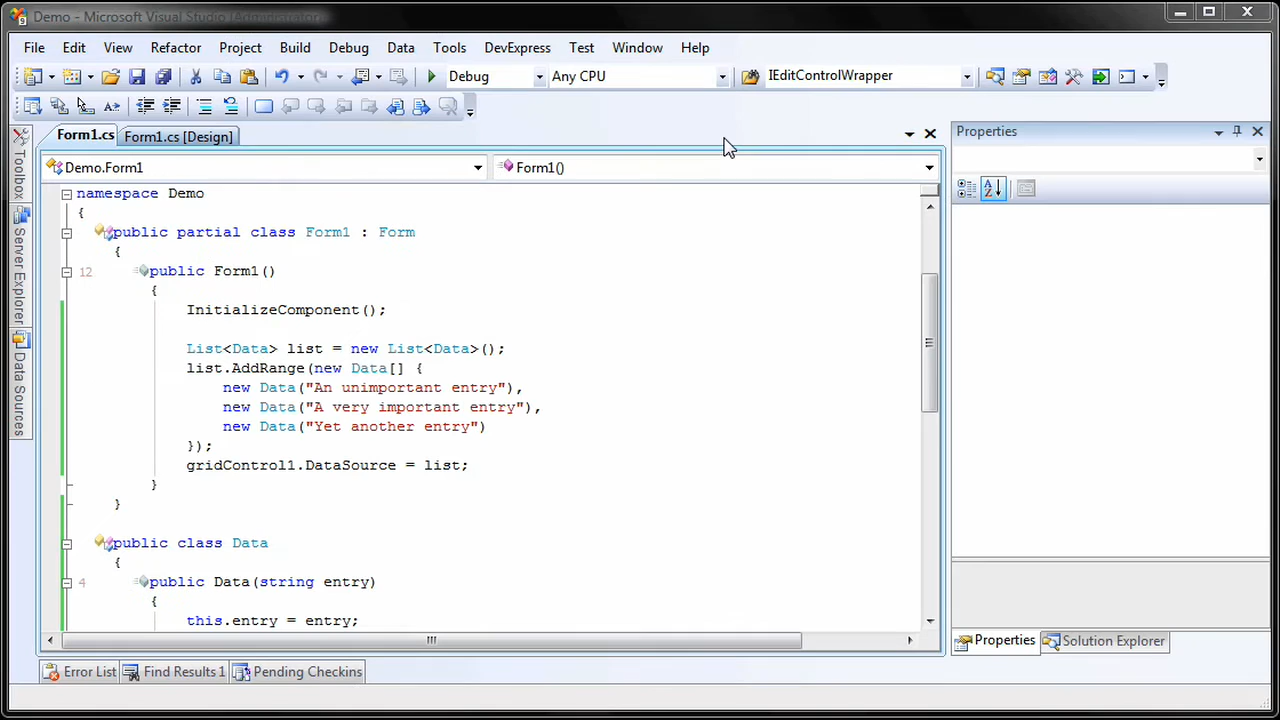 Demo - Microsoft Visual Studio (Administrator)
File Edit View Refactor Project Build Debug Data Tools DevExpress Test Window Help
Debug Any CPU IEditControlWrapper
Form1.cs Form1.cs [Design]
Properties
Demo.Form1 Form1()
Toolbox
Server Explorer
Data Sources
namespace Demo
{
public partial class Form1 : Form
{
12 public Form1()
{
InitializeComponent();
List<Data> list = new List<Data>();
list.AddRange(new Data[] {
new Data("An unimportant entry"),
new Data("A very important entry"),
new Data("Yet another entry")
});
gridControl1.DataSource = list;
}
}
public class Data
{
4 public Data(string entry)
{
this.entry = entry;
Properties Solution Explorer
Error List Find Results 1 Pending Checkins